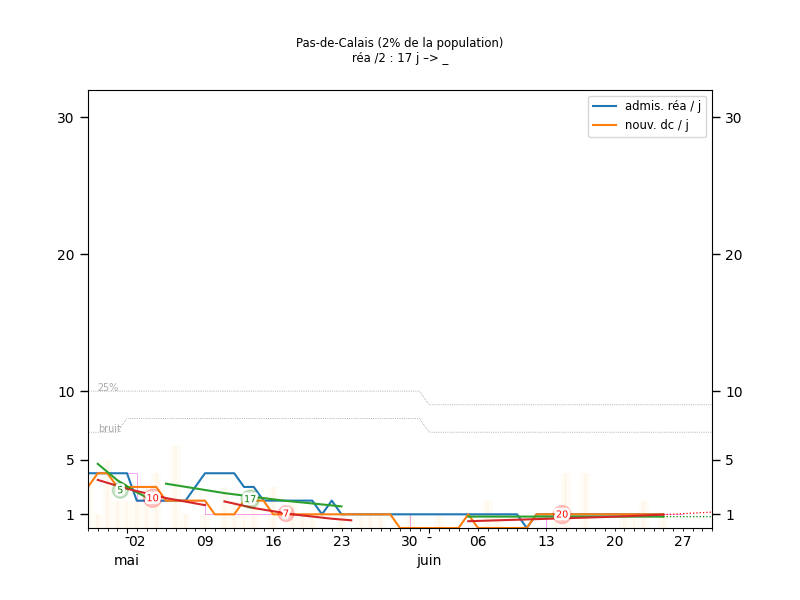 Pas-de-Calais (2% de la population)
réa /2 : 17 j –> _
admis. réa / j
nouv. dc / j
30 30
20 20
10 10
5 5
1 1
25%
bruit
5 10 17 7 20
- 02 09 16 23 30 - 06 13 20 27
mai juin